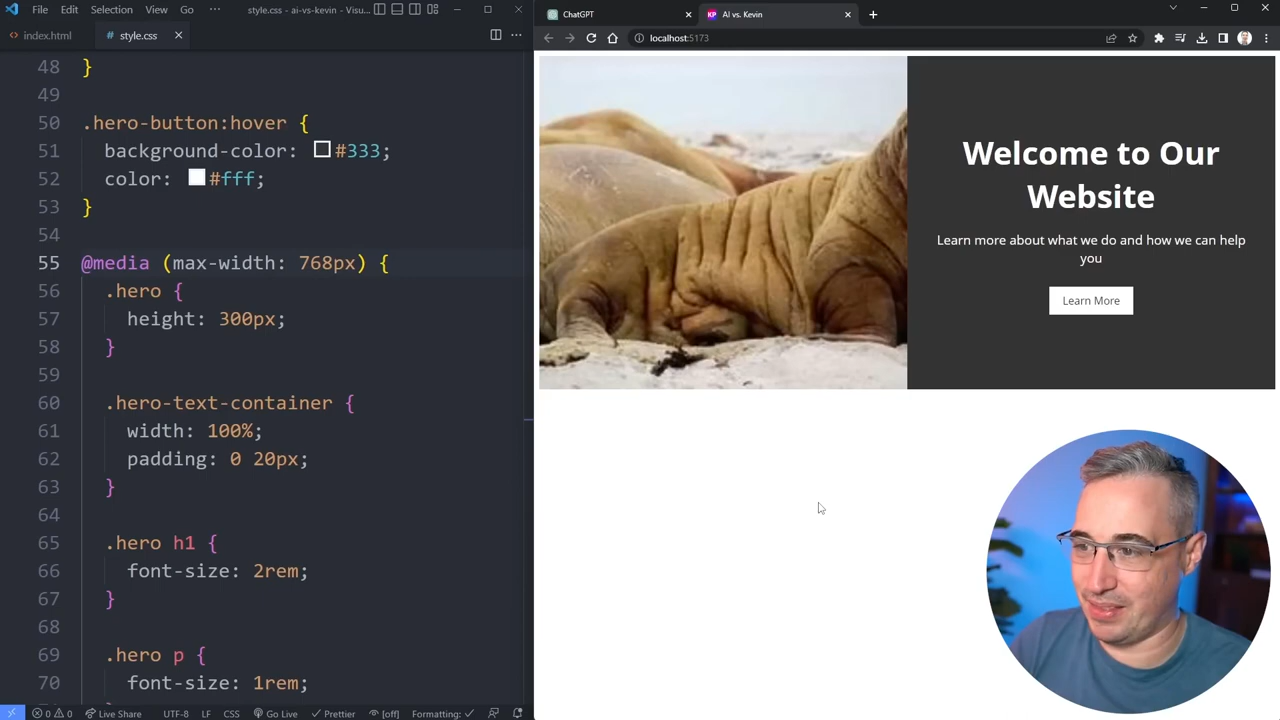 File Edit Selection View Go style.css - ai-vs-kevin - Visu...
index.html # style.css
48 }
49
50 .hero-button:hover {
51 background-color: #333;
52 color: #fff;
53 }
54
55 @media (max-width: 768px) {
56 .hero {
57 height: 300px;
58 }
59
60 .hero-text-container {
61 width: 100%;
62 padding: 0 20px;
63 }
64
65 .hero h1 {
66 font-size: 2rem;
67 }
68
69 .hero p {
70 font-size: 1rem;
0 0 Live Share UTF-8 LF CSS Go Live Prettier [off] Formatting:
ChatGPT KP AI vs. Kevin
localhost:5173
Welcome to Our
Website
Learn more about what we do and how we can help
you
Learn More